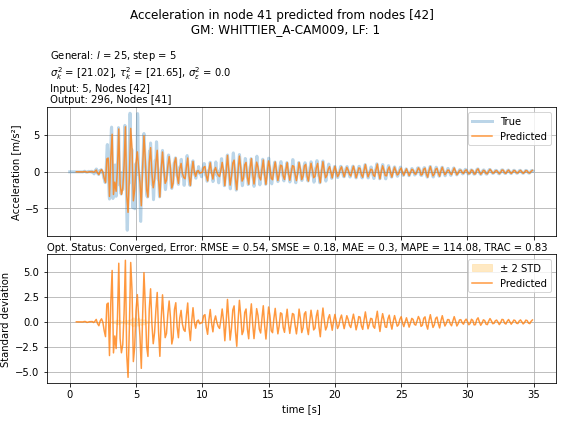 Acceleration in node 41 predicted from nodes [42]
GM: WHITTIER_A-CAM009, LF: 1
General: l = 25, step = 5
σ²ₖ = [21.02], τ²ₖ = [21.65], σ²_ε = 0.0
Input: 5, Nodes [42]
Output: 296, Nodes [41]
Acceleration [m/s²]
5
0
−5
True
Predicted
Opt. Status: Converged, Error: RMSE = 0.54, SMSE = 0.18, MAE = 0.3, MAPE = 114.08, TRAC = 0.83
Standard deviation
5.0
2.5
0.0
−2.5
−5.0
± 2 STD
Predicted
0 5 10 15 20 25 30 35
time [s]